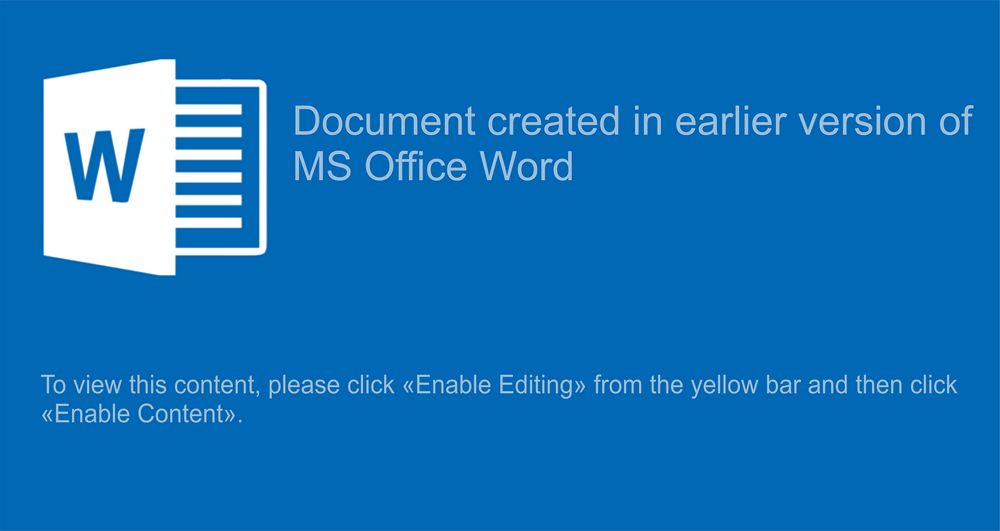 W
Document created in earlier version of
MS Office Word
To view this content, please click «Enable Editing» from the yellow bar and then click
«Enable Content».